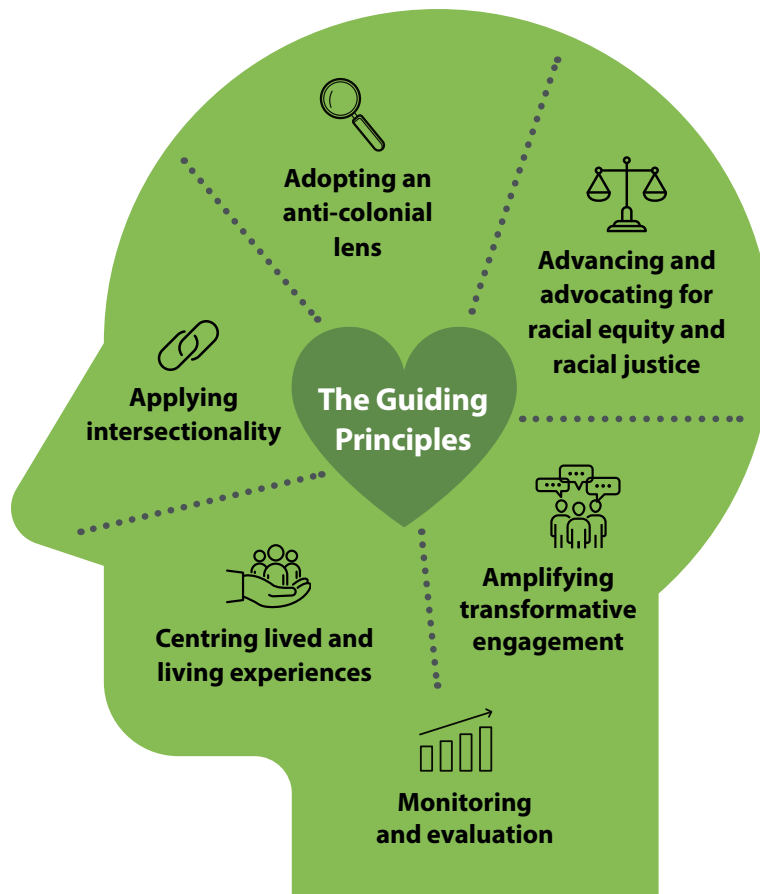 Adopting an
anti-colonial
lens
Advancing and
advocating for
racial equity and
racial justice
Applying
intersectionality
The Guiding
Principles
Amplifying
transformative
engagement
Centring lived and
living experiences
Monitoring
and evaluation